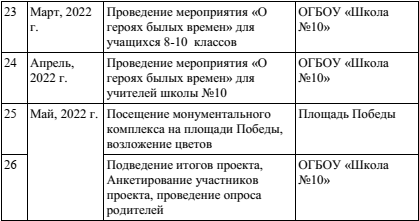 23 Март, 2022 Проведение мероприятия «О ОГБОУ «Школа
г. героях былых времен» для №10»
учащихся 8-10 классов
24 Апрель, Проведение мероприятия «О ОГБОУ «Школа
2022 г. героях былых времен» для №10»
учителей школы №10
25 Май, 2022 г. Посещение монументального Площадь Победы
комплекса на площади Победы,
возложение цветов
26 Подведение итогов проекта, ОГБОУ «Школа
Анкетирование участников №10»
проекта, проведение опроса
родителей